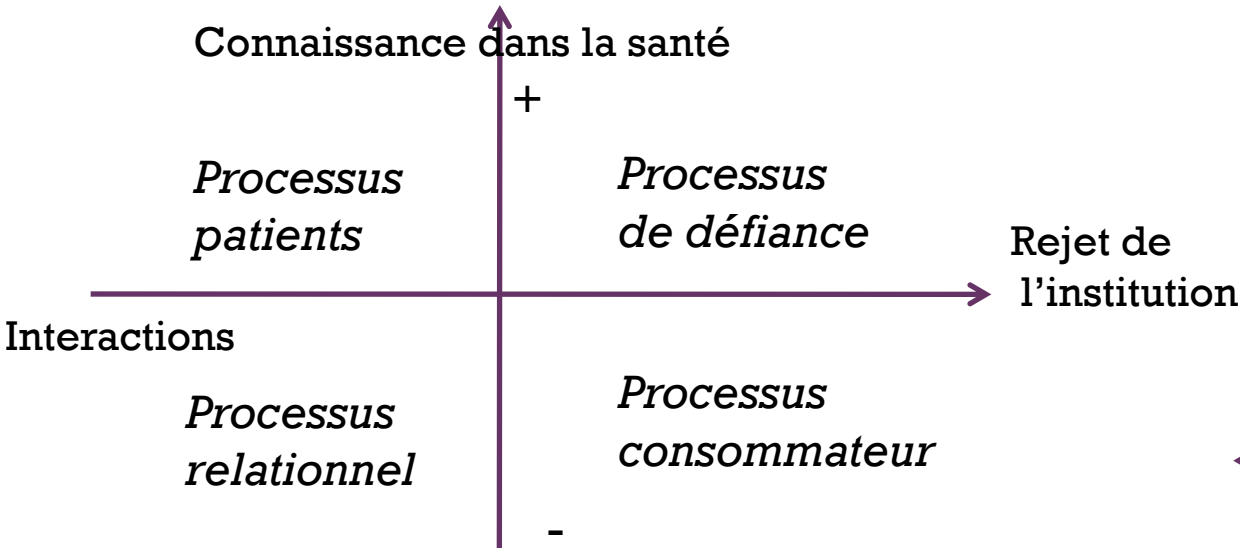 Connaissance dans la santé
+
Processus
patients
Processus
de défiance
Rejet de
l’institution
Interactions
Processus
relationnel
Processus
consommateur
-